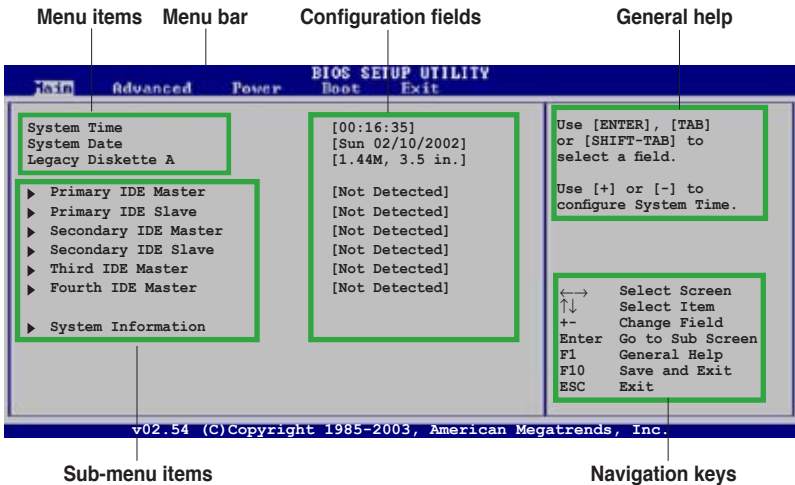 Menu items Menu bar Configuration fields General help
BIOS SETUP UTILITY
Main Advanced Power Boot Exit
System Time [00:16:35]
System Date [Sun 02/10/2002]
Legacy Diskette A [1.44M, 3.5 in.]
Primary IDE Master [Not Detected]
Primary IDE Slave [Not Detected]
Secondary IDE Master [Not Detected]
Secondary IDE Slave [Not Detected]
Third IDE Master [Not Detected]
Fourth IDE Master [Not Detected]
System Information
Use [ENTER], [TAB]
or [SHIFT-TAB] to
select a field.
Use [+] or [-] to
configure System Time.
←→ Select Screen
↑↓ Select Item
+- Change Field
Enter Go to Sub Screen
F1 General Help
F10 Save and Exit
ESC Exit
v02.54 (C)Copyright 1985-2003, American Megatrends, Inc.
Sub-menu items Navigation keys